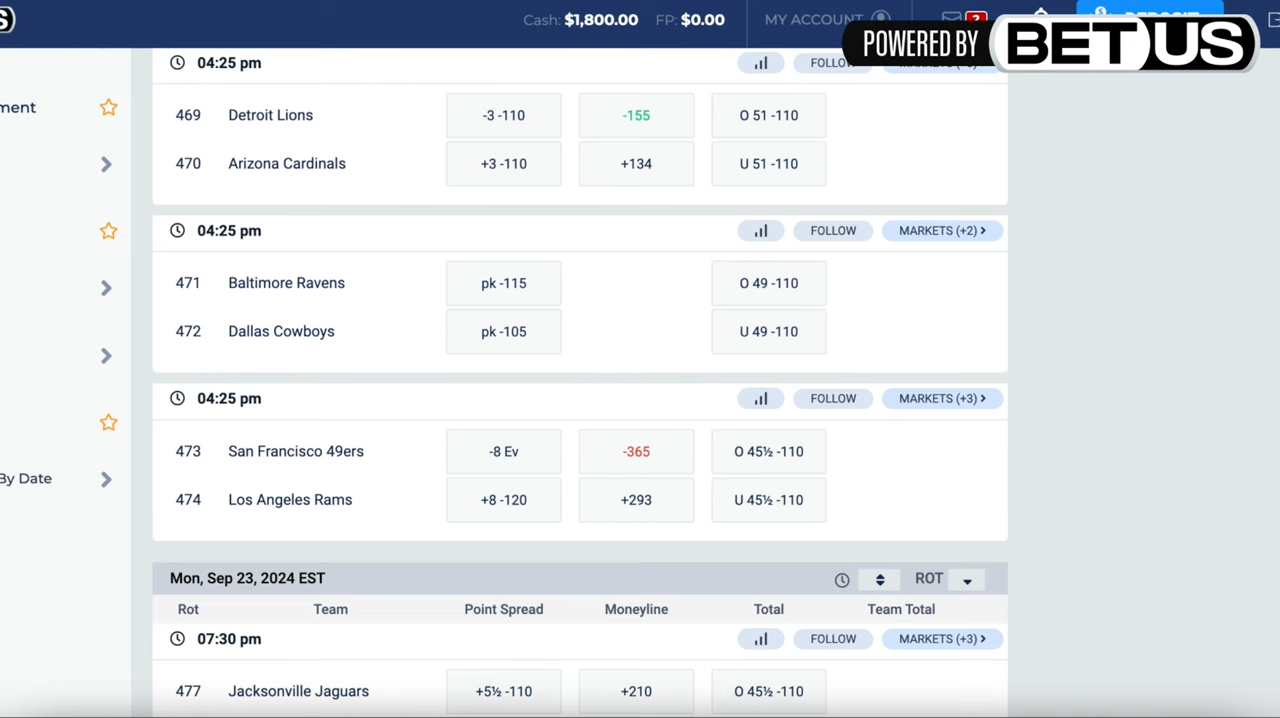 S
Cash: $1,800.00 FP: $0.00 MY ACCOUNT ? DEPOSIT
POWERED BY BETUS
04:25 pm FOLLOW
469 Detroit Lions -3 -110 -155 O 51 -110
470 Arizona Cardinals +3 -110 +134 U 51 -110
04:25 pm FOLLOW MARKETS (+2) >
471 Baltimore Ravens pk -115 O 49 -110
472 Dallas Cowboys pk -105 U 49 -110
04:25 pm FOLLOW MARKETS (+3) >
473 San Francisco 49ers -8 Ev -365 O 45½ -110
474 Los Angeles Rams +8 -120 +293 U 45½ -110
ment
By Date
Mon, Sep 23, 2024 EST ROT
Rot Team Point Spread Moneyline Total Team Total
07:30 pm FOLLOW MARKETS (+3) >
477 Jacksonville Jaguars +5½ -110 +210 O 45½ -110